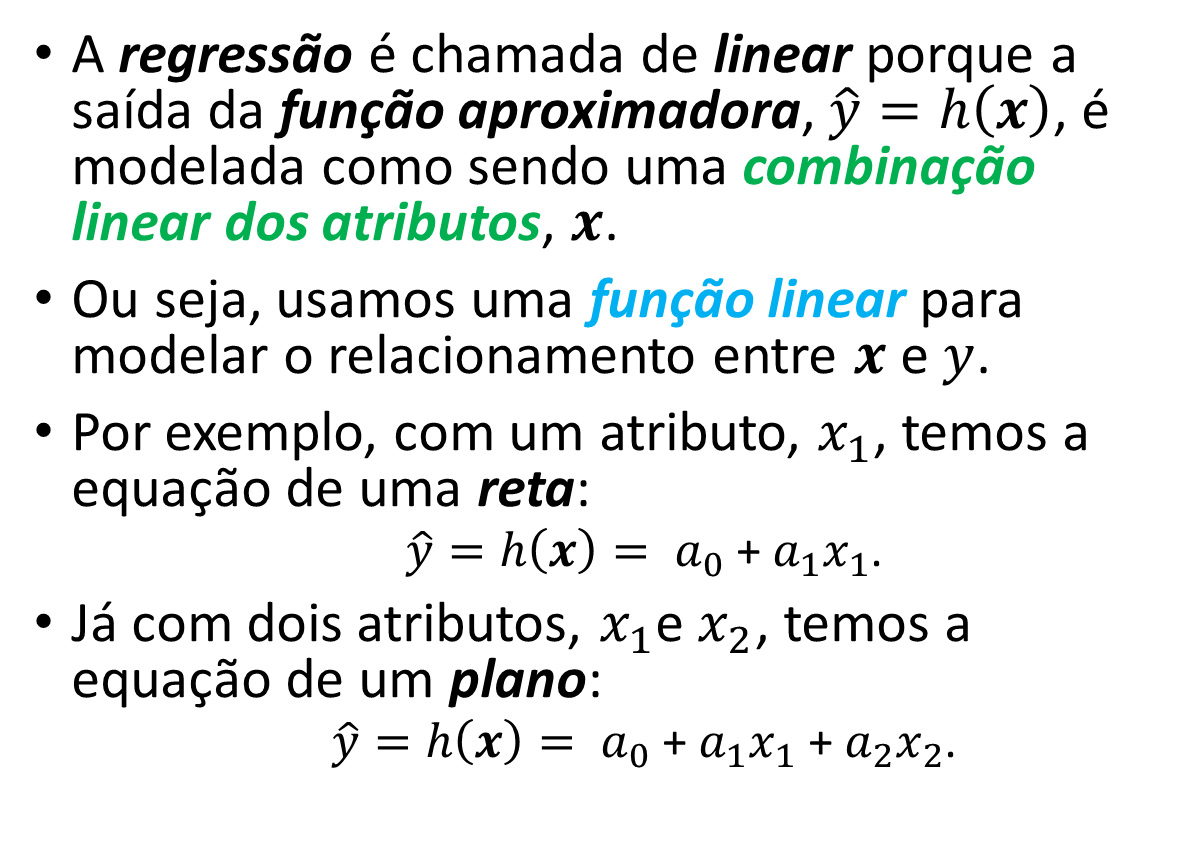 • A regressão é chamada de linear porque a
saída da função aproximadora, ŷ = h(x), é
modelada como sendo uma combinação
linear dos atributos, x.
• Ou seja, usamos uma função linear para
modelar o relacionamento entre x e y.
• Por exemplo, com um atributo, x₁, temos a
equação de uma reta:
ŷ = h(x) = a₀ + a₁x₁.
• Já com dois atributos, x₁e x₂, temos a
equação de um plano:
ŷ = h(x) = a₀ + a₁x₁ + a₂x₂.